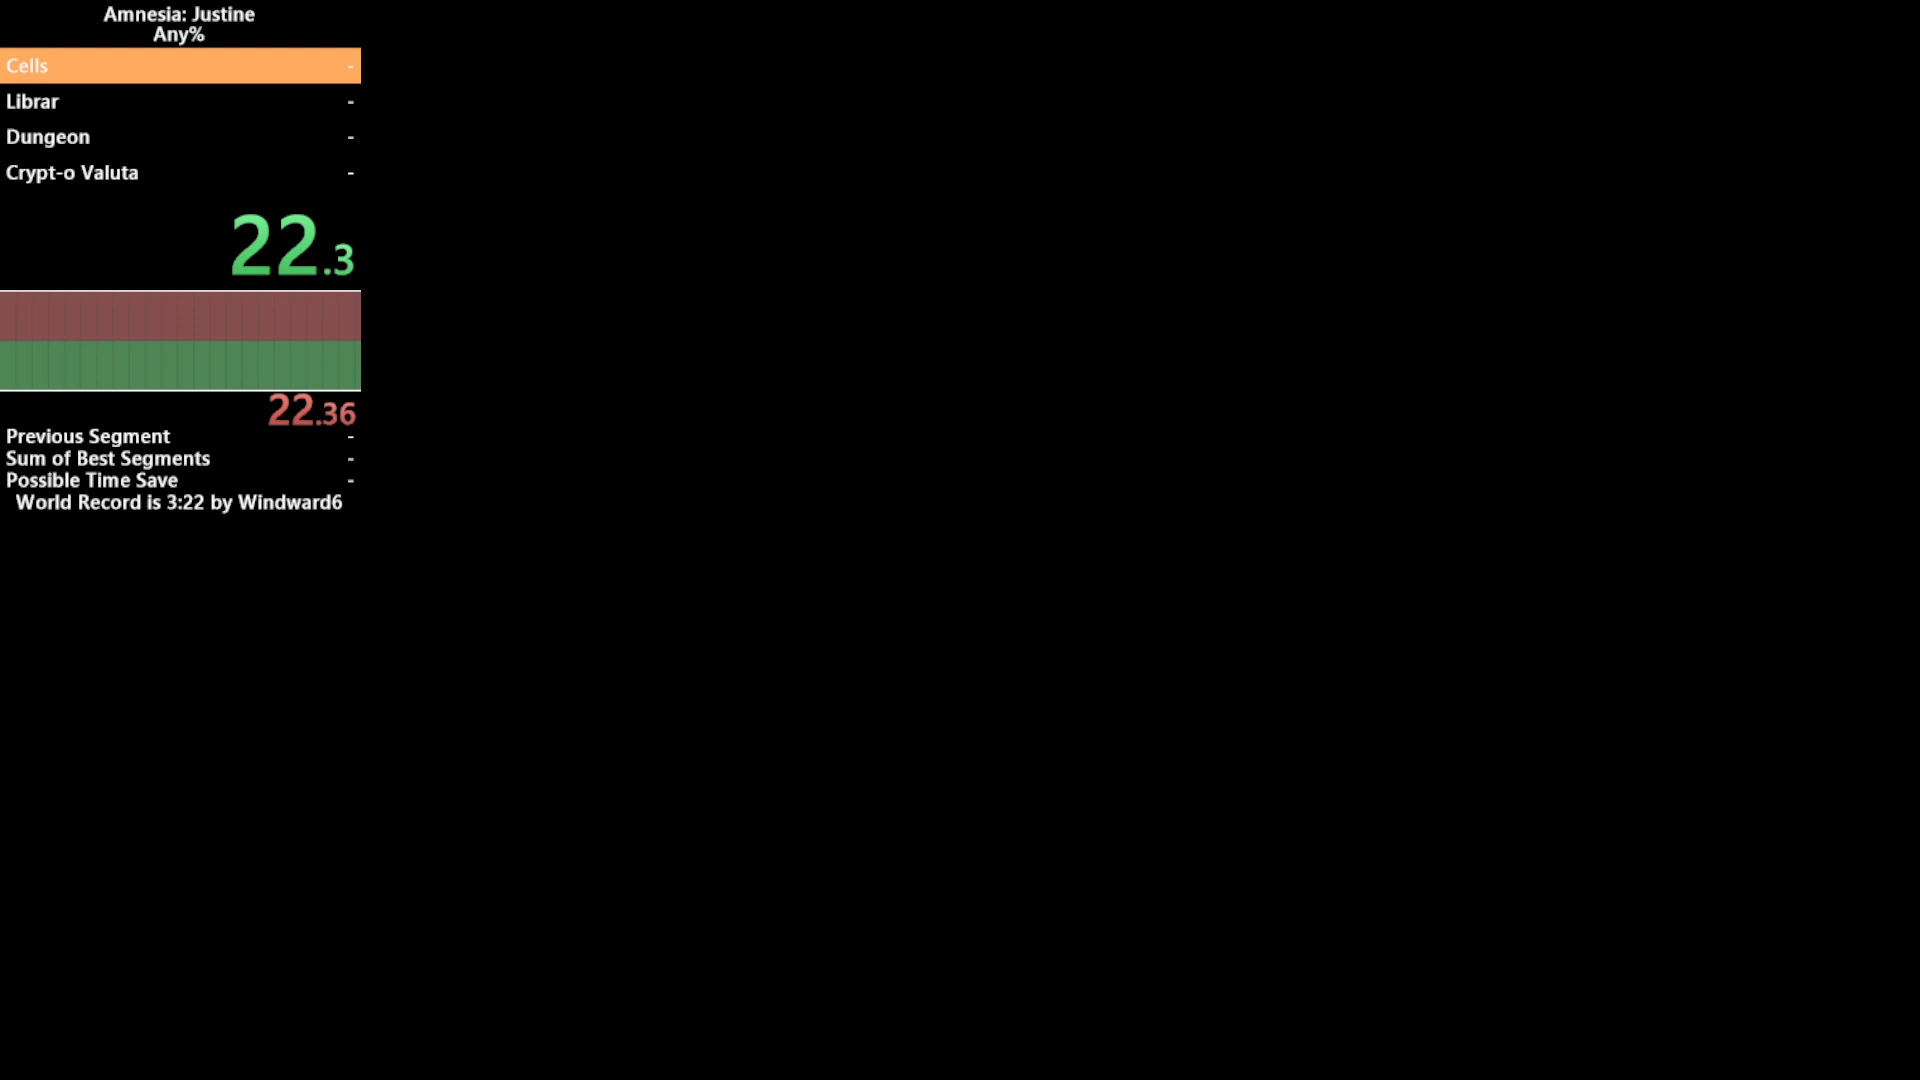 Amnesia: Justine
Any%
Cells -
Librar -
Dungeon -
Crypt-o Valuta -
22.3
22.36
Previous Segment -
Sum of Best Segments -
Possible Time Save -
World Record is 3:22 by Windward6